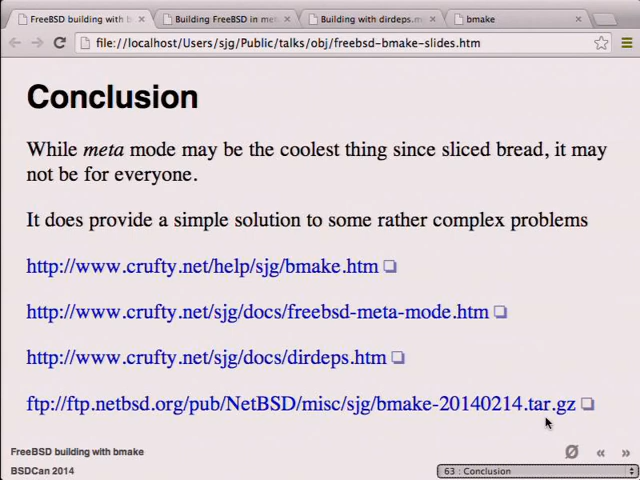 FreeBSD building with b
Building FreeBSD in met
Building with dirdeps.m
bmake
file://localhost/Users/sjg/Public/talks/obj/freebsd-bmake-slides.htm
Conclusion
While meta mode may be the coolest thing since sliced bread, it may
not be for everyone.
It does provide a simple solution to some rather complex problems
http://www.crufty.net/help/sjg/bmake.htm
http://www.crufty.net/sjg/docs/freebsd-meta-mode.htm
http://www.crufty.net/sjg/docs/dirdeps.htm
ftp://ftp.netbsd.org/pub/NetBSD/misc/sjg/bmake-20140214.tar.gz
FreeBSD building with bmake
Ø « »
BSDCan 2014
63 : Conclusion